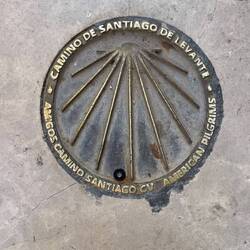 CAMINO DE SANTIAGO DE LEVANTE
AMIGOS CAMINO SANTIAGO CV
AMERICAN PILGRIMS